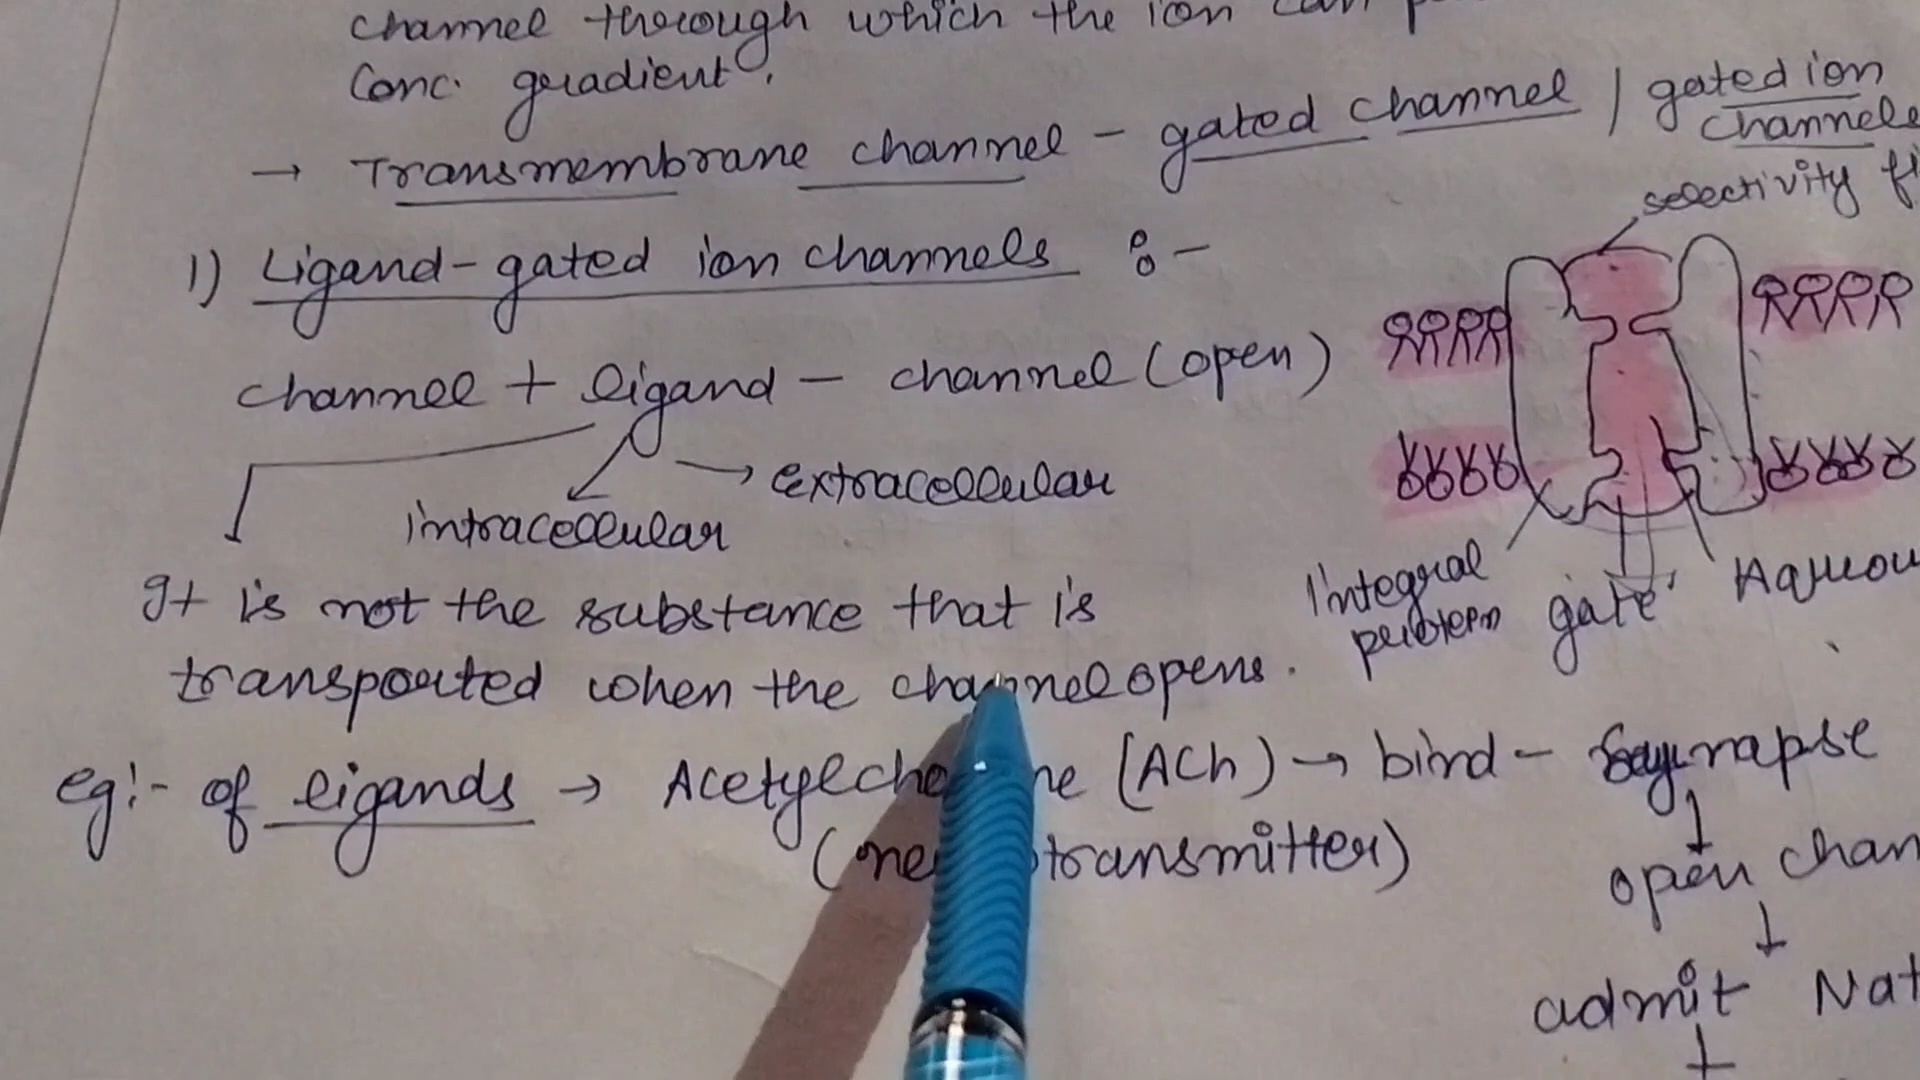 channel through which the ion can
Conc. gradient.
→ Transmembrane channel - gated channel / gated ion
channels
selectivity
1) Ligand-gated ion channels :-
channel + ligand - channel (open)
extracellular
intracellular
It is not the substance that is
transported when the channel opens.
Integral
protein
gate
eg:- of ligands → Acetylcholine (ACh) → bind - synapse
(neurotransmitter)
open
admit Na+